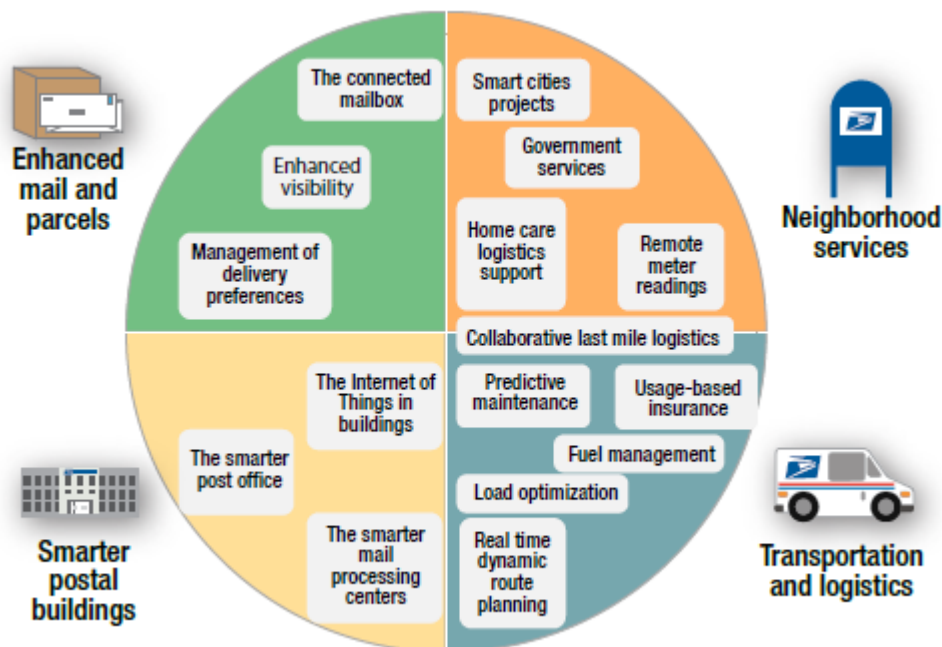 Enhanced
mail and
parcels
The connected
mailbox
Enhanced
visibility
Management of
delivery
preferences
Smart cities
projects
Government
services
Home care
logistics
support
Remote
meter
readings
Neighborhood
services
Collaborative last mile logistics
Smarter
postal
buildings
The Internet of
Things in
buildings
The smarter
post office
The smarter
mail
processing
centers
Predictive
maintenance
Usage-based
insurance
Fuel management
Load optimization
Real time
dynamic
route
planning
Transportation
and logistics